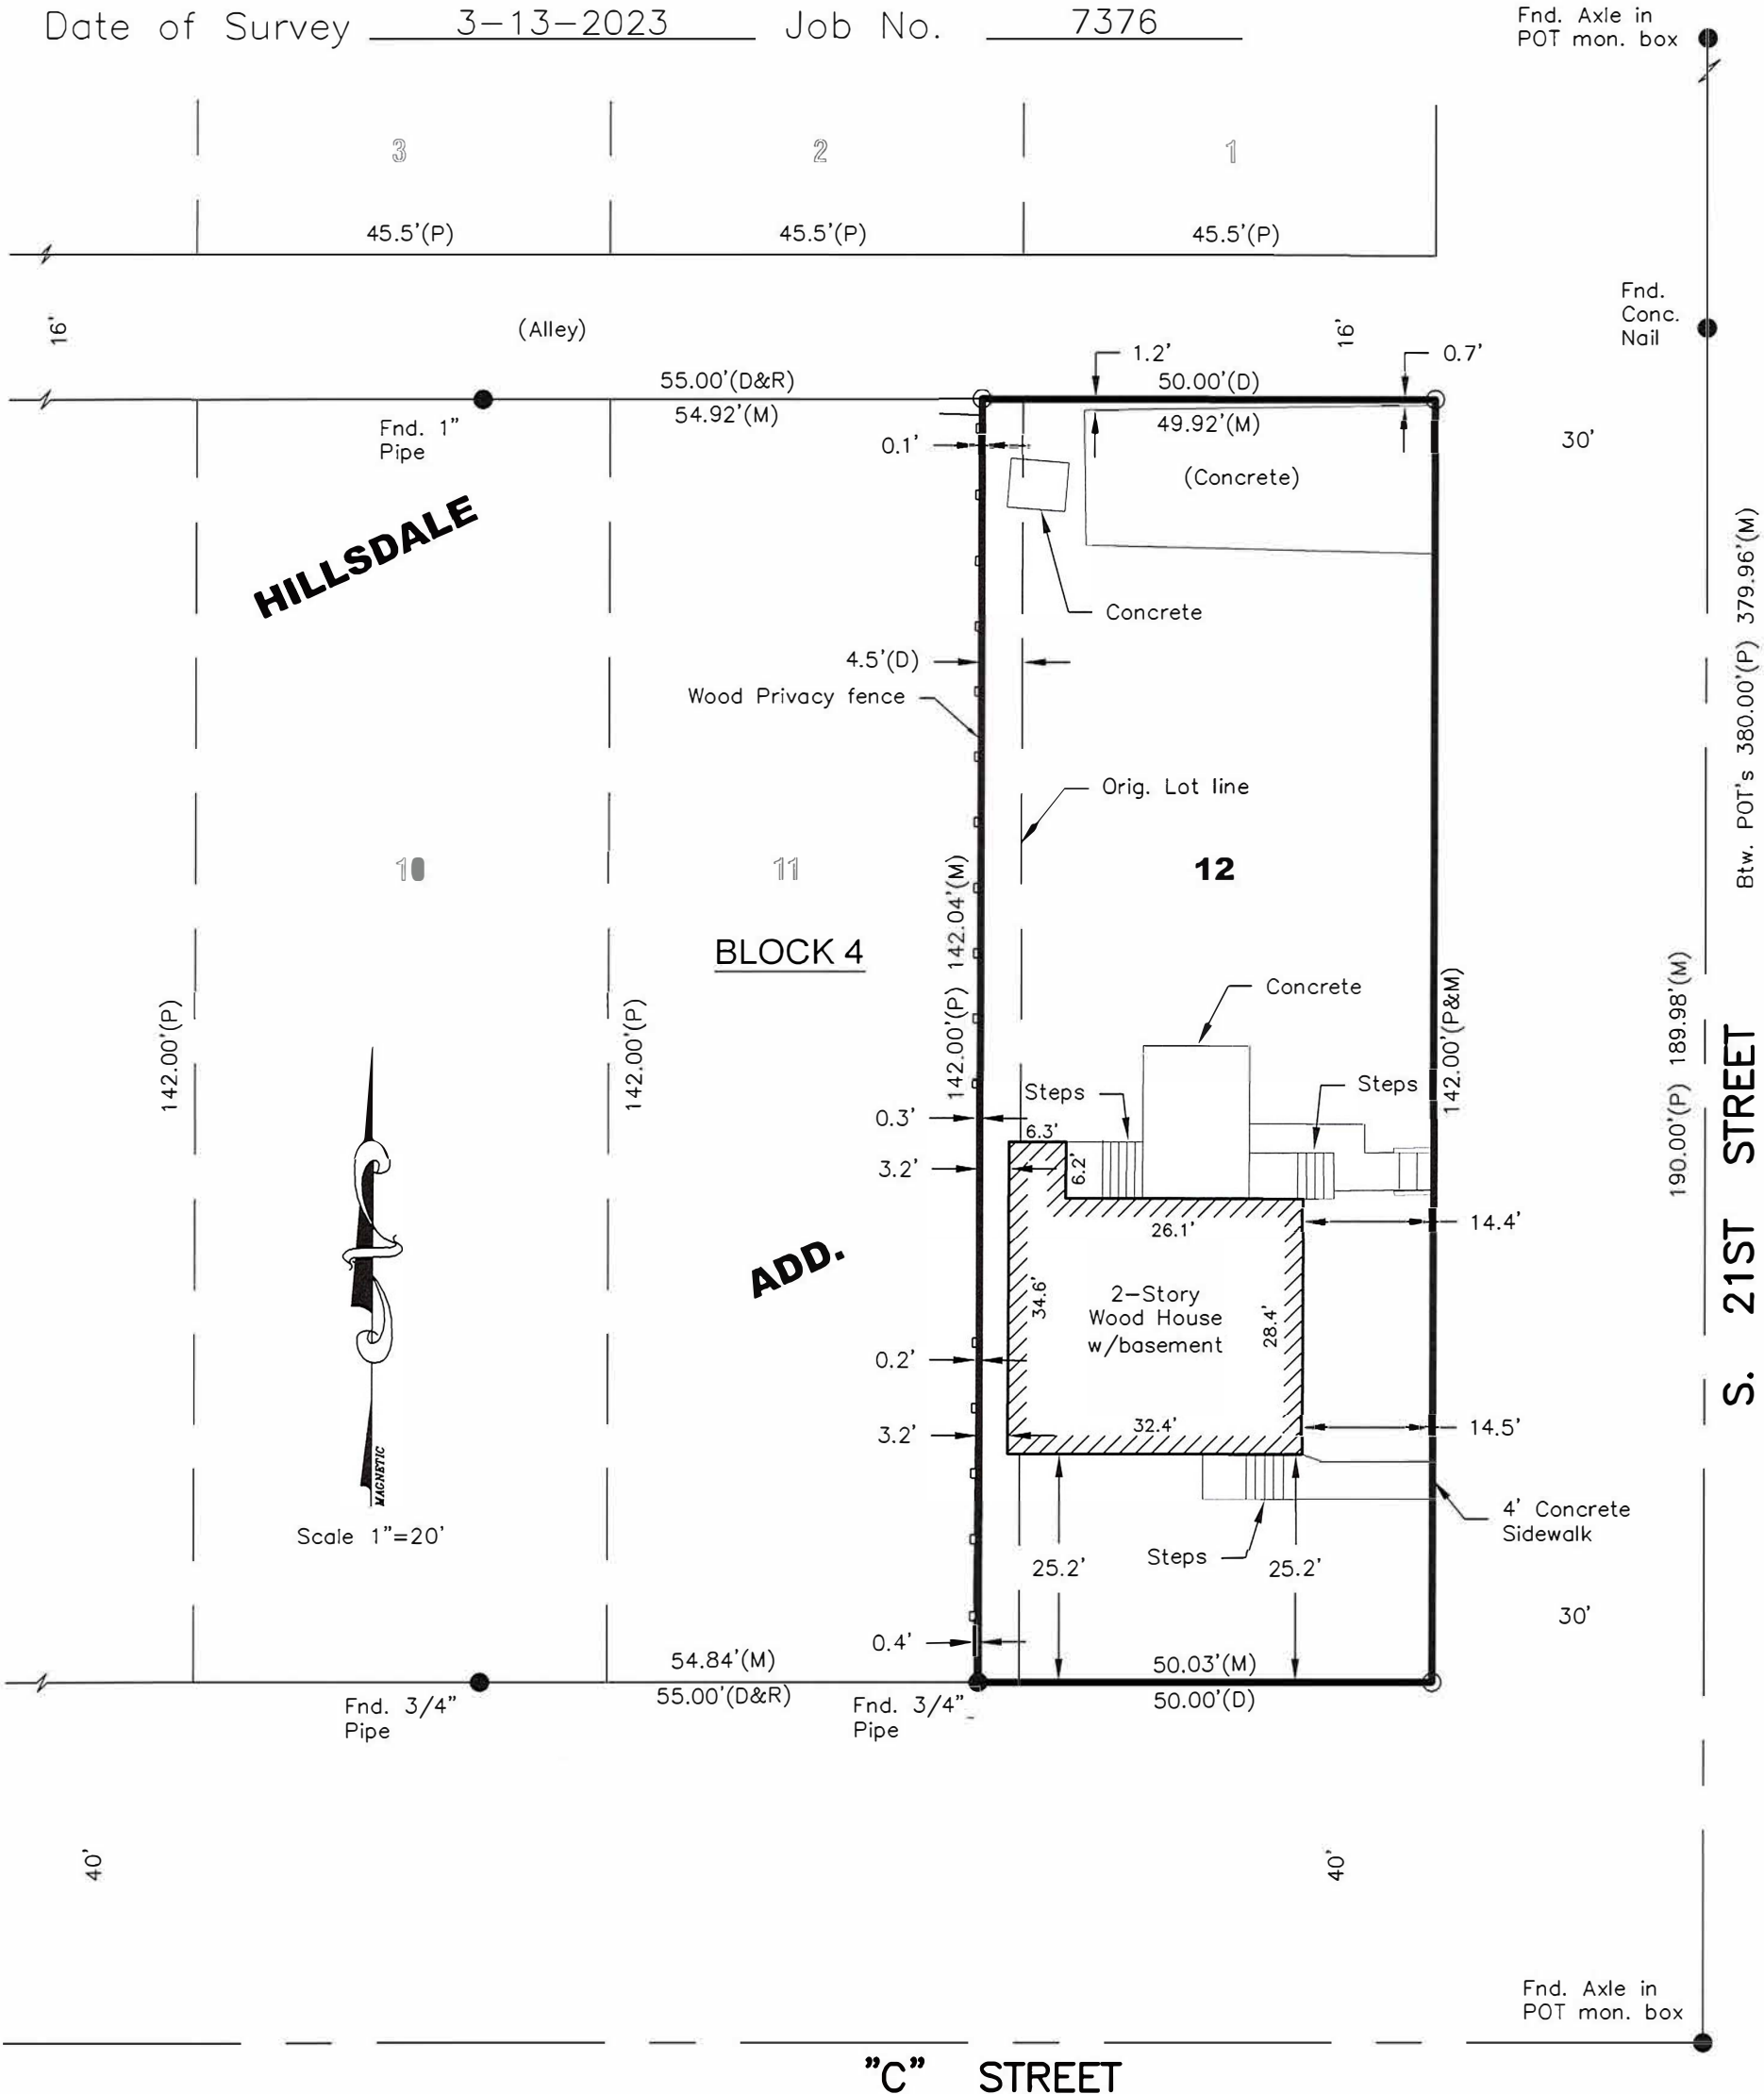 Date of Survey 3-13-2023 Job No. 7376
Fnd. Axle in
POT mon. box
3
2
1
45.5'(P)
45.5'(P)
45.5'(P)
Fnd.
Conc.
Nail
16'
(Alley)
16'
1.2'
0.7'
55.00'(D&R)
50.00'(D)
54.92'(M)
49.92'(M)
Fnd. 1"
Pipe
0.1'
30'
(Concrete)
HILLSDALE
Concrete
4.5'(D)
Wood Privacy fence
Btw. POT's 380.00'(P) 379.96'(M)
Orig. Lot line
10
11
12
BLOCK 4
142.00'(P) 142.04'(M)
Concrete
142.00'(P)
142.00'(P)
142.00'(P&M)
190.00'(P) 189.98'(M)
S. 21ST STREET
Steps
Steps
0.3'
6.3'
3.2'
6.2'
14.4'
26.1'
ADD.
34.6'
2-Story
Wood House
w/basement
28.4'
0.2'
3.2'
32.4'
14.5'
MAGNETIC
Scale 1"=20'
4' Concrete
Sidewalk
Steps
25.2'
25.2'
30'
0.4'
54.84'(M)
50.03'(M)
55.00'(D&R)
50.00'(D)
Fnd. 3/4"
Pipe
Fnd. 3/4"
Pipe
40'
40'
Fnd. Axle in
POT mon. box
"C" STREET